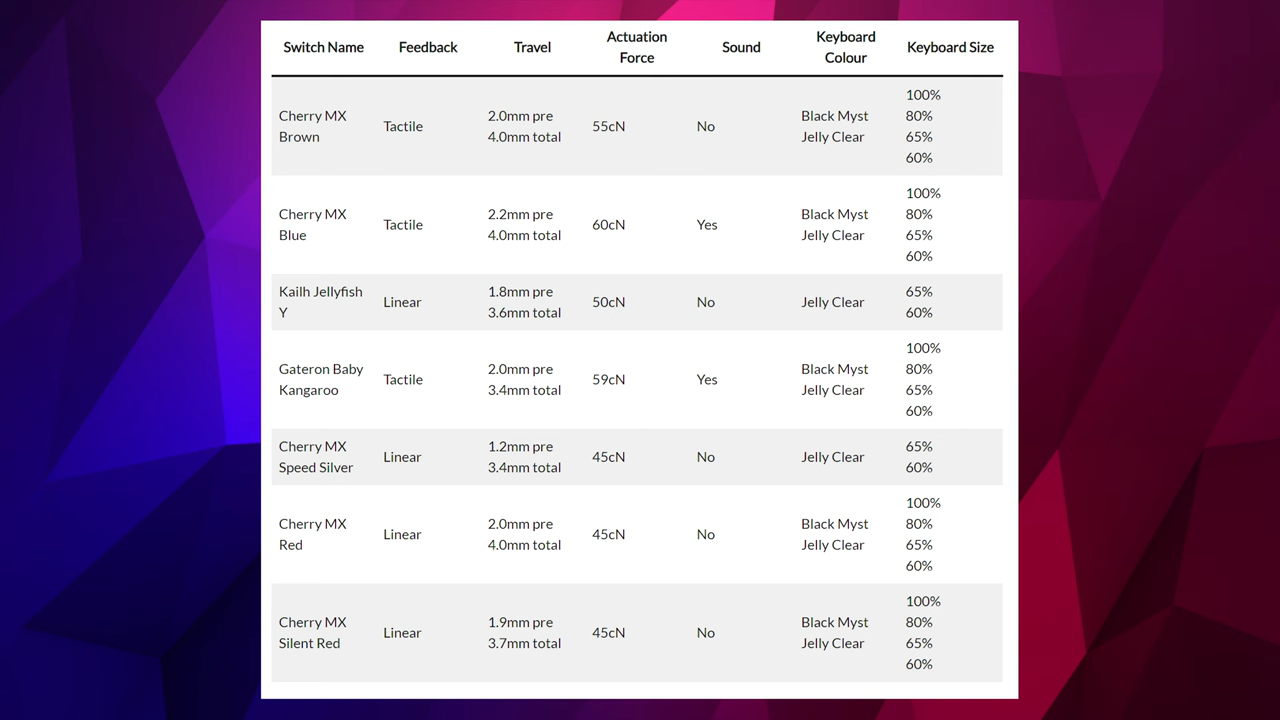 Switch Name Feedback Travel Actuation Force Sound Keyboard Colour Keyboard Size
Cherry MX Brown Tactile 2.0mm pre 4.0mm total 55cN No Black Myst Jelly Clear 100% 80% 65% 60%
Cherry MX Blue Tactile 2.2mm pre 4.0mm total 60cN Yes Black Myst Jelly Clear 100% 80% 65% 60%
Kailh Jellyfish Y Linear 1.8mm pre 3.6mm total 50cN No Jelly Clear 65% 60%
Gateron Baby Kangaroo Tactile 2.0mm pre 3.4mm total 59cN Yes Black Myst Jelly Clear 100% 80% 65% 60%
Cherry MX Speed Silver Linear 1.2mm pre 3.4mm total 45cN No Jelly Clear 65% 60%
Cherry MX Red Linear 2.0mm pre 4.0mm total 45cN No Black Myst Jelly Clear 100% 80% 65% 60%
Cherry MX Silent Red Linear 1.9mm pre 3.7mm total 45cN No Black Myst Jelly Clear 100% 80% 65% 60%